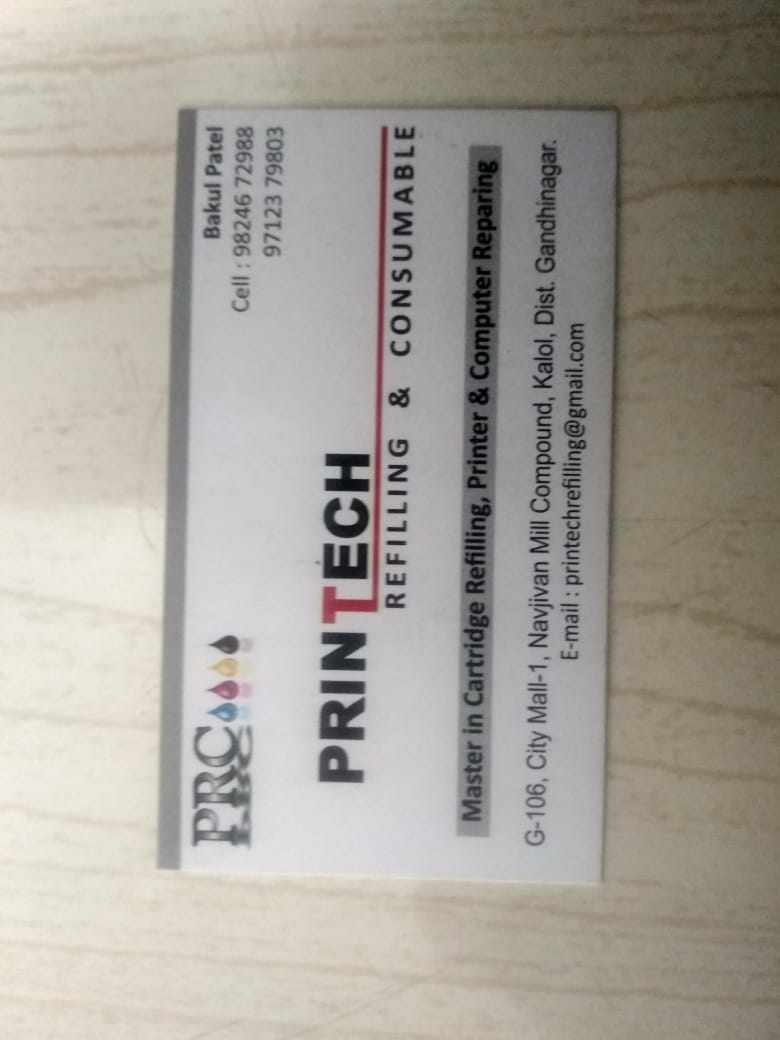 PRC
Bakul Patel
Cell : 98246 72988
97123 79803
PRINTECH
REFILLING & CONSUMABLE
Master in Cartridge Refilling, Printer & Computer Reparing
G-106, City Mall-1, Navjivan Mill Compound, Kalol, Dist. Gandhinagar.
E-mail : printechrefilling@gmail.com